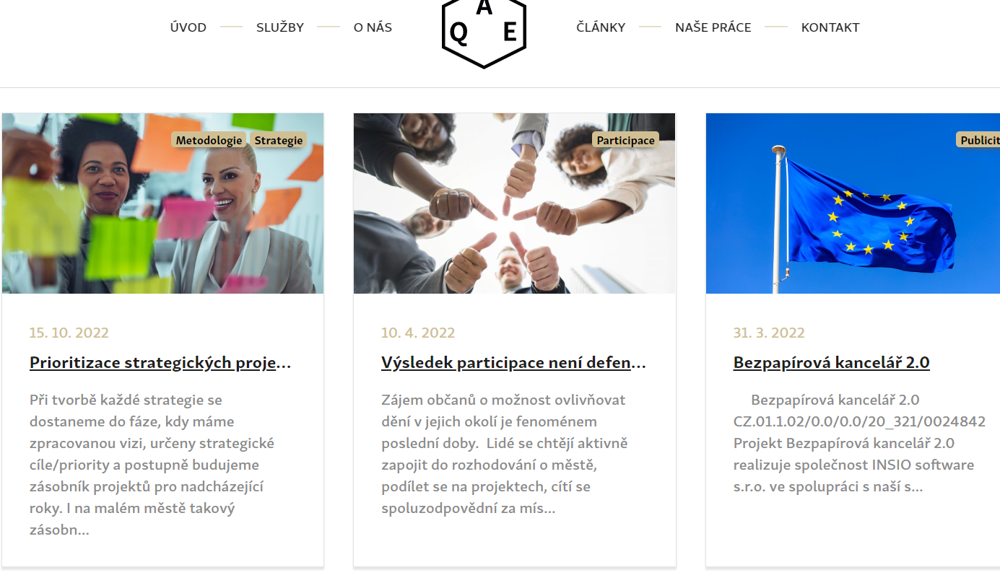 ÚVOD
SLUŽBY
O NÁS
A
Q E
ČLÁNKY
NAŠE PRÁCE
KONTAKT
Metodologie Strategie
15. 10. 2022
Prioritizace strategických proje...
Při tvorbě každé strategie se
dostaneme do fáze, kdy máme
zpracovanou vizi, určeny strategické
cíle/priority a postupně budujeme
zásobník projektů pro nadcházející
roky. I na malém městě takový
zásobn...
Participace
10. 4. 2022
Výsledek participace není defen...
Zájem občanů o možnost ovlivňovat
dění v jejich okolí je fenoménem
poslední doby.  Lidé se chtějí aktivně
zapojit do rozhodování o městě,
podílet se na projektech, cítí se
spoluzodpovědní za mís...
Publicit
31. 3. 2022
Bezpapírová kancelář 2.0
Bezpapírová kancelář 2.0
CZ.01.1.02/0.0/0.0/20_321/0024842
Projekt Bezpapírová kancelář 2.0
realizuje společnost INSIO software
s.r.o. ve spolupráci s naší s...